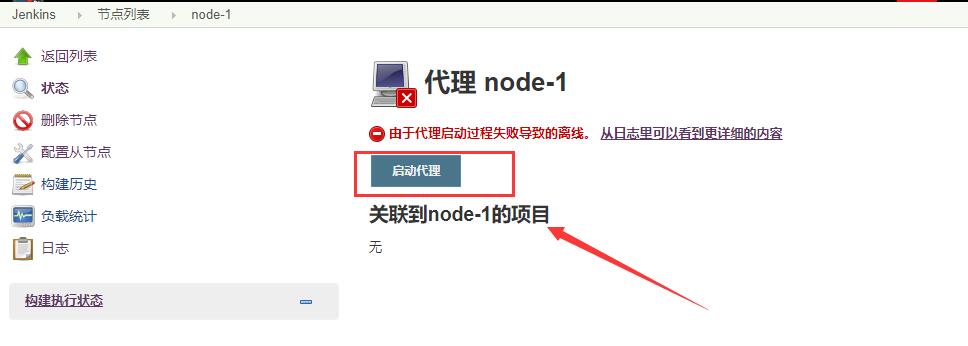 Jenkins 节点列表 node-1
返回列表
状态
删除节点
配置从节点
构建历史
负载统计
日志
构建执行状态
代理 node-1
由于代理启动过程失败导致的离线。 从日志里可以看到更详细的内容
启动代理
关联到node-1的项目
无